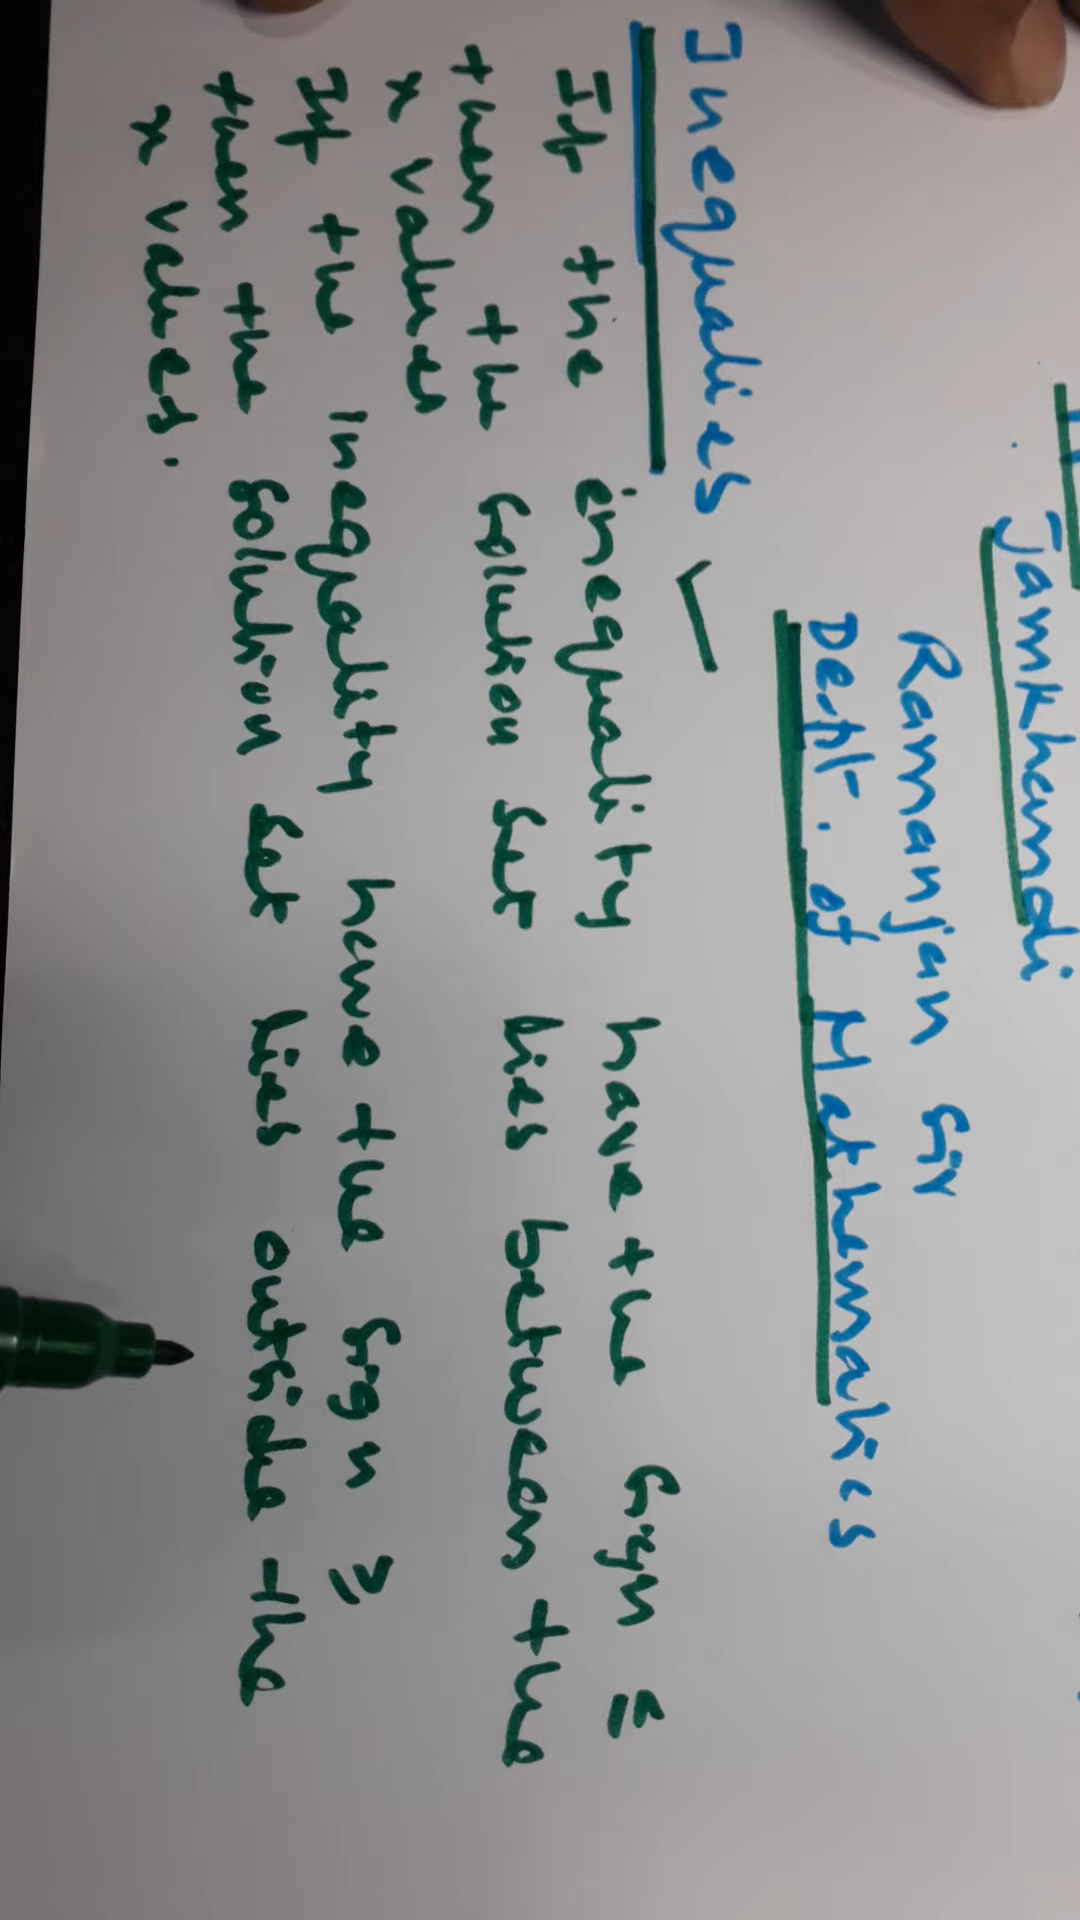 Jamkhandi
Ramanjan Sir
Dept. of Mathematics
Inequalies
If the inequality have the Sign ≤
then the Solution Set lies between the
x values
If the inequality have the Sign ≥
then the Solution Set lies outside the
x values.